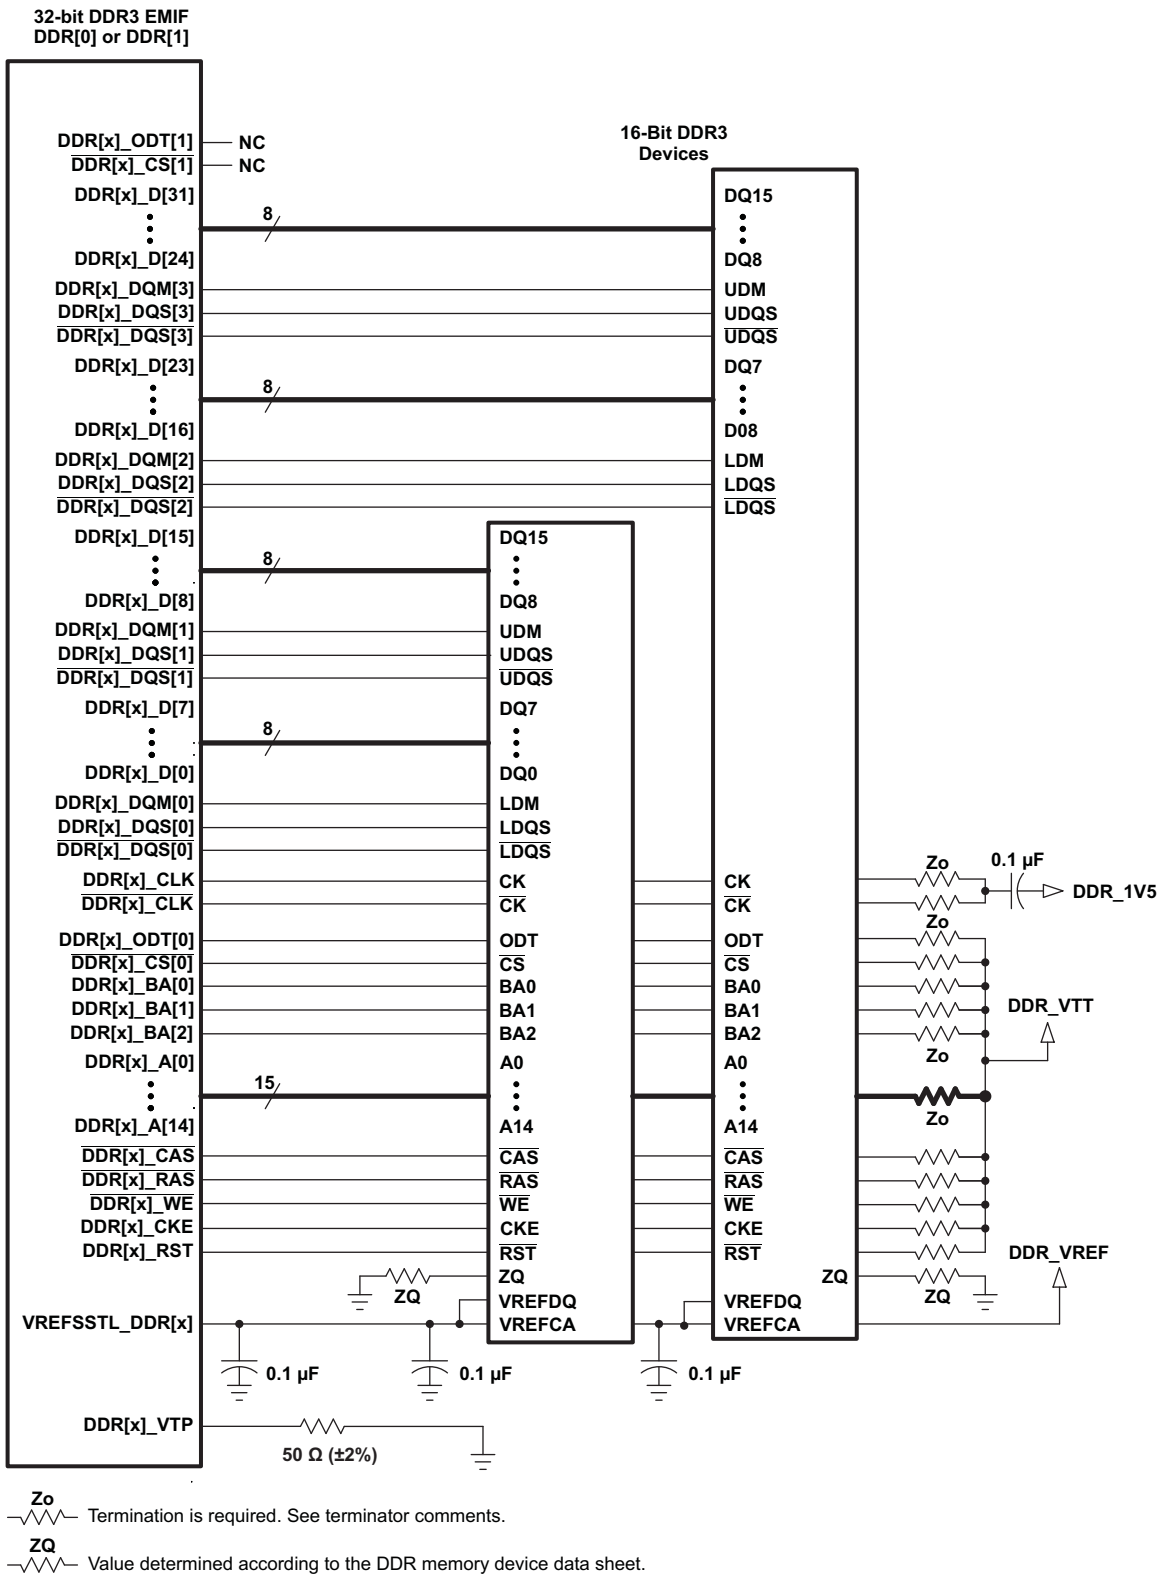 32-bit DDR3 EMIF
DDR[0] or DDR[1]
DDR[x]_ODT[1]
NC
DDR[x]_CS[1]
NC
16-Bit DDR3
Devices
DDR[x]_D[31]
8
DQ15
DDR[x]_D[24]
DQ8
DDR[x]_DQM[3]
UDM
DDR[x]_DQS[3]
UDQS
DDR[x]_DQS[3]
UDQS
DDR[x]_D[23]
8
DQ7
DDR[x]_D[16]
D08
DDR[x]_DQM[2]
LDM
DDR[x]_DQS[2]
LDQS
DDR[x]_DQS[2]
LDQS
DDR[x]_D[15]
8
DQ15
DDR[x]_D[8]
DQ8
DDR[x]_DQM[1]
UDM
DDR[x]_DQS[1]
UDQS
DDR[x]_DQS[1]
UDQS
DDR[x]_D[7]
8
DQ7
DDR[x]_D[0]
DQ0
DDR[x]_DQM[0]
LDM
DDR[x]_DQS[0]
LDQS
DDR[x]_DQS[0]
LDQS
Zo
0.1 µF
DDR[x]_CLK
CK
CK
DDR_1V5
DDR[x]_CLK
CK
CK
Zo
DDR[x]_ODT[0]
ODT
ODT
DDR[x]_CS[0]
CS
CS
DDR[x]_BA[0]
BA0
BA0
DDR[x]_BA[1]
BA1
BA1
DDR_VTT
DDR[x]_BA[2]
BA2
BA2
Zo
DDR[x]_A[0]
15
A0
A0
Zo
DDR[x]_A[14]
A14
A14
DDR[x]_CAS
CAS
CAS
DDR[x]_RAS
RAS
RAS
DDR[x]_WE
WE
WE
DDR[x]_CKE
CKE
CKE
DDR[x]_RST
RST
RST
DDR_VREF
ZQ
ZQ
ZQ
ZQ
VREFDQ
VREFDQ
VREFSSTL_DDR[x]
VREFCA
VREFCA
0.1 µF
0.1 µF
0.1 µF
DDR[x]_VTP
50 Ω (±2%)
Zo
Termination is required. See terminator comments.
ZQ
Value determined according to the DDR memory device data sheet.